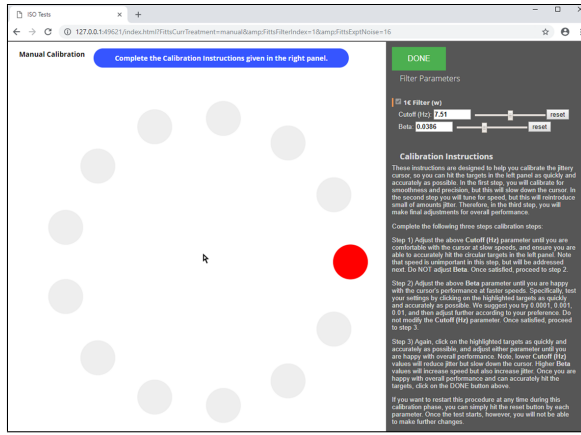 ISO Tests
127.0.0.1:49621/index.html?FittsCurrTreatment=manual&amp;FittsFilterIndex=1&amp;FittsExptNoise=16
Manual Calibration
Complete the Calibration Instructions given in the right panel.
DONE
Filter Parameters
1€ Filter (w)
Cutoff (Hz): 7.51 reset
Beta: 0.0386 reset
Calibration Instructions
These instructions are designed to help you calibrate the jittery
cursor, so you can hit the targets in the left panel as quickly and
accurately as possible. In the first step, you will calibrate for
smoothness and precision, but this will slow down the cursor. In
the second step you will tune for speed, but this will reintroduce
small of amounts jitter. Therefore, in the third step, you will
make final adjustments for overall performance.
Complete the following three steps calibration steps:
Step 1) Adjust the above Cutoff (Hz) parameter until you are
comfortable with the cursor at slow speeds, and ensure you are
able to accurately hit the circular targets in the left panel. Note
that speed is unimportant in this step, but will be addressed
next. Do NOT adjust Beta. Once satisfied, proceed to step 2.
Step 2) Adjust the above Beta parameter until you are happy
with the cursor's performance at faster speeds. Specifically, test
your settings by clicking on the highlighted targets as quickly
and accurately as possible. We suggest you try 0.0001, 0.001,
0.01, and then adjust further according to your preference. Do
not modify the Cutoff (Hz) parameter. Once satisfied, proceed
to step 3.
Step 3) Again, click on the highlighted targets as quickly and
accurately as possible, and adjust either parameter until you
are happy with overall performance. Note, lower Cutoff (Hz)
values will reduce jitter but slow down the cursor. Higher Beta
values will increase speed but also increase jitter. Once you are
happy with overall performance and can accurately hit the
targets, click on the DONE button above.
If you want to restart this procedure at any time during this
calibration phase, you can simply hit the reset button by each
parameter. Once the test starts, however, you will not be able
to make further changes.